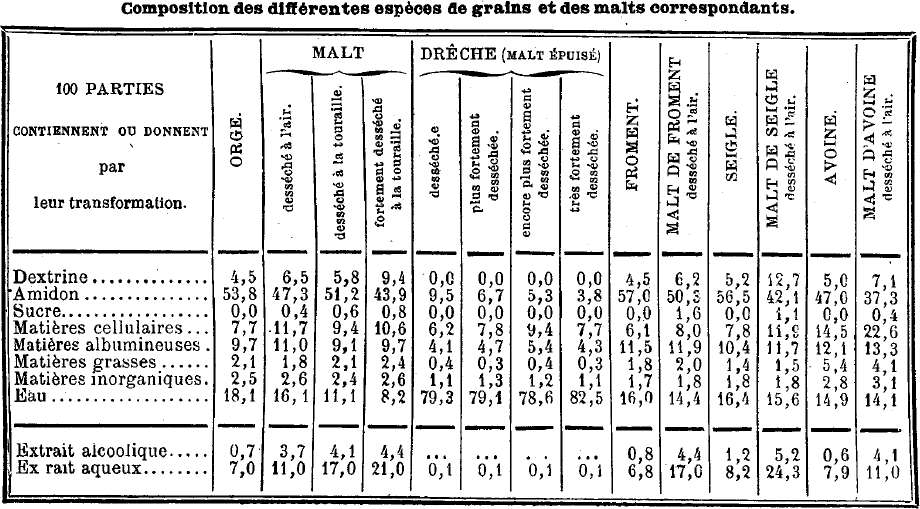 Composition des différentes espèces de grains et des malts correspondants.
100 PARTIES
CONTIENNENT OU DONNENT
par
leur transformation.
ORGE.
MALT
desséché à l'air.
desséché à la touraille.
fortement desséché
à la touraille.
DRÊCHE (MALT ÉPUISÉ)
desséché.e
plus fortement
desséchée.
encore plus fortement
desséchée.
très fortement
desséchée.
FROMENT.
MALT DE FROMENT
desséché à l'air.
SEIGLE.
MALT DE SEIGLE
desséché à l'air.
AVOINE.
MALT D'AVOINE
desséché à l'air.
Dextrine............... 4,5 6,5 5,8 9,4 0,0 0,0 0,0 0,0 4,5 6,2 5,2 12,7 5,0 7,1
Amidon............... 53,8 47,3 51,2 43,9 9,5 6,7 5,3 3,8 57,0 50,3 56,5 42,1 47,0 37,3
Sucre.................. 0,0 0,4 0,6 0,8 0,0 0,0 0,0 0,0 0,0 1,6 0,0 1,1 0,0 0,4
Matières cellulaires... 7,7 11,7 9,4 10,6 6,2 7,8 9,4 7,7 6,1 8,0 7,8 11,9 14,5 22,6
Matières albumineuses. 9,7 11,0 9,1 9,7 4,1 4,7 5,4 4,3 11,5 11,9 10,4 11,7 12,1 13,3
Matières grasses...... 2,1 1,8 2,1 2,4 0,4 0,3 0,4 0,3 1,8 2,0 1,4 1,5 5,4 4,1
Matières inorganiques. 2,5 2,6 2,4 2,6 1,1 1,3 1,2 1,1 1,7 1,8 1,8 1,8 2,8 3,1
Eau................... 18,1 16,1 11,1 8,2 79,3 79,1 78,6 82,5 16,0 14,4 16,4 15,6 14,9 14,1
Extrait alcoolique..... 0,7 3,7 4,1 4,4 ... ... ... ... 0,8 4,4 1,2 5,2 0,6 4,1
Ex rait aqueux........ 7,0 11,0 17,0 21,0 0,1 0,1 0,1 0,1 6,8 17,0 8,2 24,3 7,9 11,0